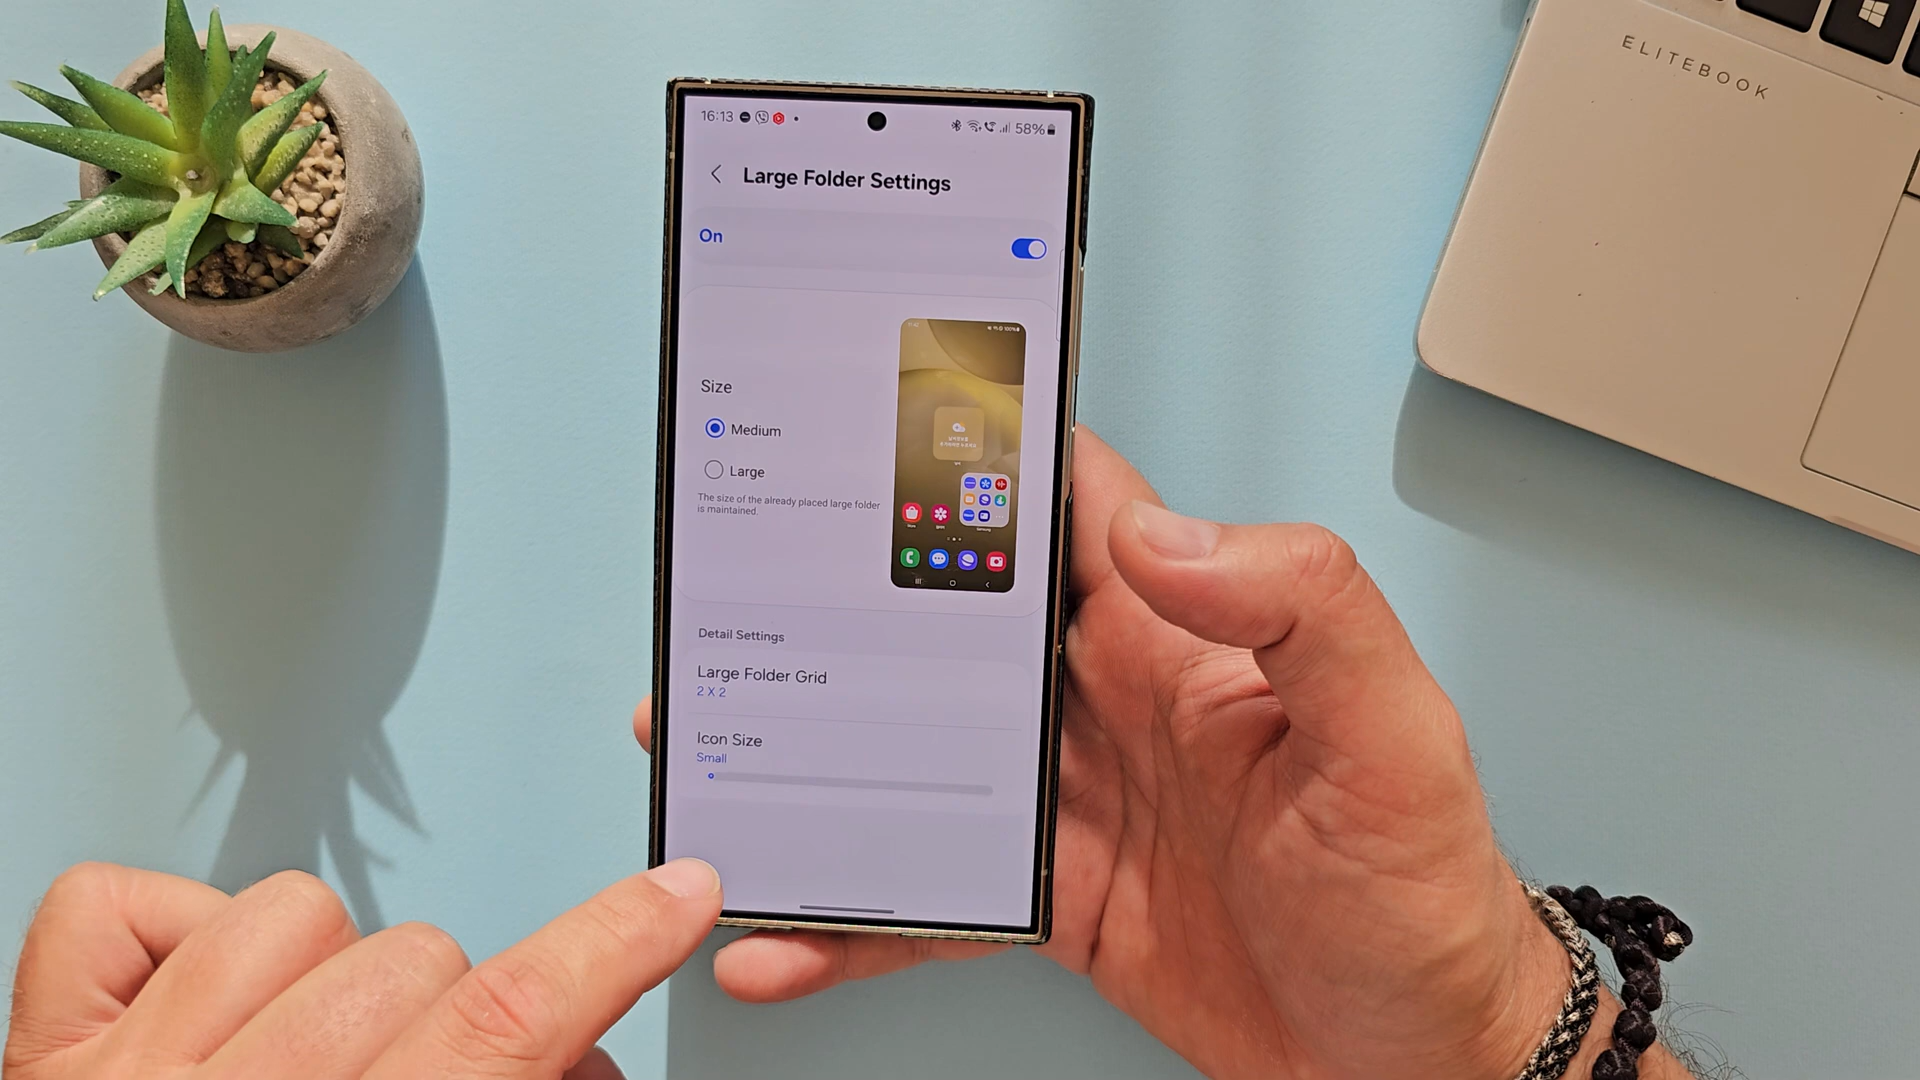 ELITEBOOK
16:13
58%
Large Folder Settings
On
Size
Medium
Large
The size of the already placed large folder
is maintained.
100%
Detail Settings
Large Folder Grid
2 X 2
Icon Size
Small